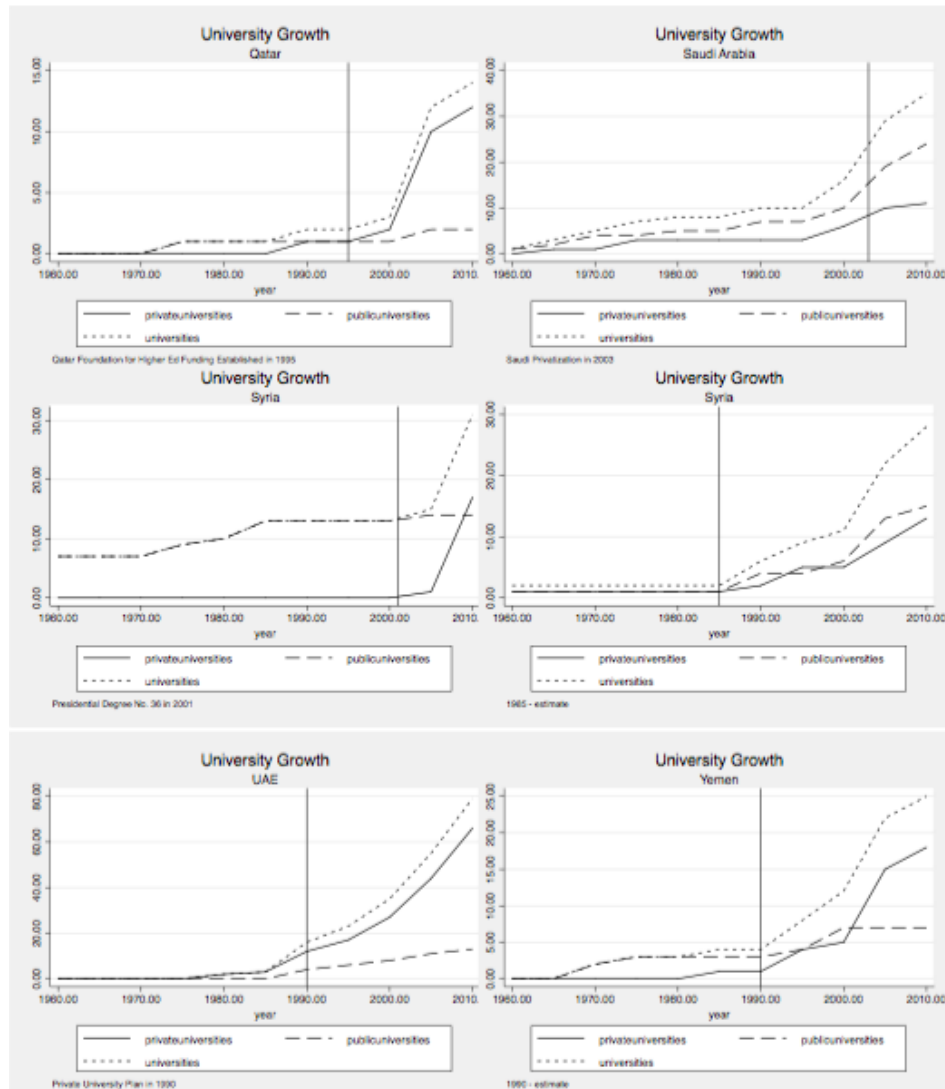 University Growth
Qatar
15.00
10.00
5.00
0.00
1960.00 1970.00 1980.00 1990.00 2000.00 2010.
year
privateuniversities publicuniversities
universities
Qatar Foundation for Higher Ed Funding Established in 1995
University Growth
Saudi Arabia
40.00
30.00
20.00
10.00
0.00
1960.00 1970.00 1980.00 1990.00 2000.00 2010.00
year
privateuniversities publicuniversities
universities
Saudi Privatization in 2003
University Growth
Syria
30.00
20.00
10.00
0.00
1960.00 1970.00 1980.00 1990.00 2000.00 2010.
year
privateuniversities publicuniversities
universities
Presidential Degree No. 36 in 2001
University Growth
Syria
30.00
20.00
10.00
0.00
1960.00 1970.00 1980.00 1990.00 2000.00 2010.00
year
privateuniversities publicuniversities
universities
1985 - estimate
University Growth
UAE
80.00
60.00
40.00
20.00
0.00
1960.00 1970.00 1980.00 1990.00 2000.00 2010.
year
privateuniversities publicuniversities
universities
Private University Plan in 1990
University Growth
Yemen
25.00
20.00
15.00
10.00
5.00
0.00
1960.00 1970.00 1980.00 1990.00 2000.00 2010.00
year
privateuniversities publicuniversities
universities
1990 - estimate